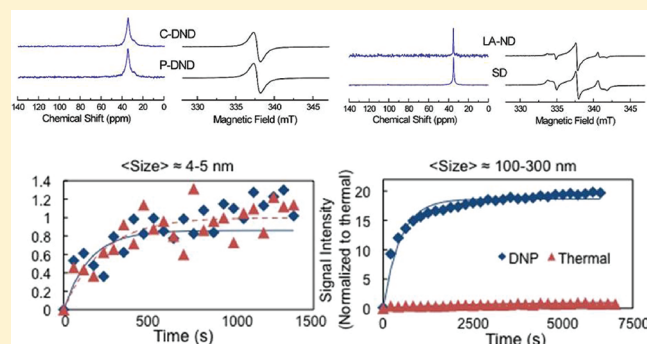 C-DND
P-DND
140 120 100 80 60 40 20 0
Chemical Shift (ppm)
330 335 340 345
Magnetic Field (mT)
LA-ND
SD
140 120 100 80 60 40 20 0
Chemical Shift (ppm)
330 335 340 345
Magnetic Field (mT)
<Size> ≈ 4-5 nm
1.4
1.2
1
0.8
0.6
0.4
0.2
0
0 500 1000 1500
Time (s)
<Size> ≈ 100-300 nm
Signal Intensity
(Normalized to thermal)
20
15
10
5
0
DNP Thermal
0 2500 5000 7500
Time (s)